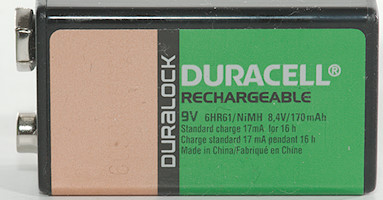 DURALOCK
DURACELL®
RECHARGEABLE
9V 6HR61/NiMH 8,4V/170mAh
Standard charge 17mA for 16 h
Charge standard 17 mA pendant 16 h
Made in China/Fabriqué en Chine